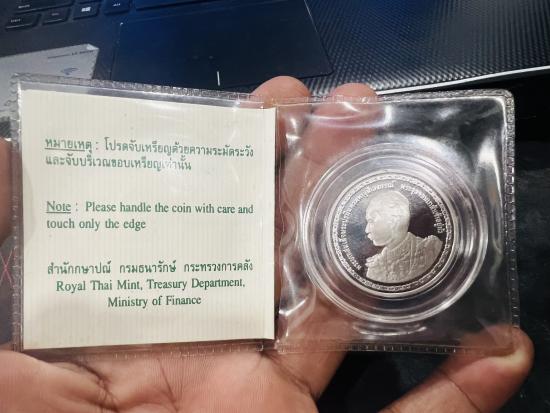 หมายเหตุ : โปรดจับเหรียญด้วยความระมัดระวัง
และจับบริเวณขอบเหรียญเท่านั้น
Note : Please handle the coin with care and
touch only the edge
สำนักกษาปณ์ กรมธนารักษ์ กระทรวงการคลัง
Royal Thai Mint, Treasury Department,
Ministry of Finance